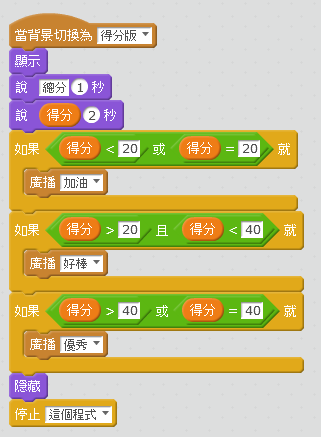 當背景切換為 得分版
顯示
說 總分 1 秒
說 得分 2 秒
如果 得分 < 20 或 得分 = 20 就
廣播 加油
如果 得分 > 20 且 得分 < 40 就
廣播 好棒
如果 得分 > 40 或 得分 = 40 就
廣播 優秀
隱藏
停止 這個程式